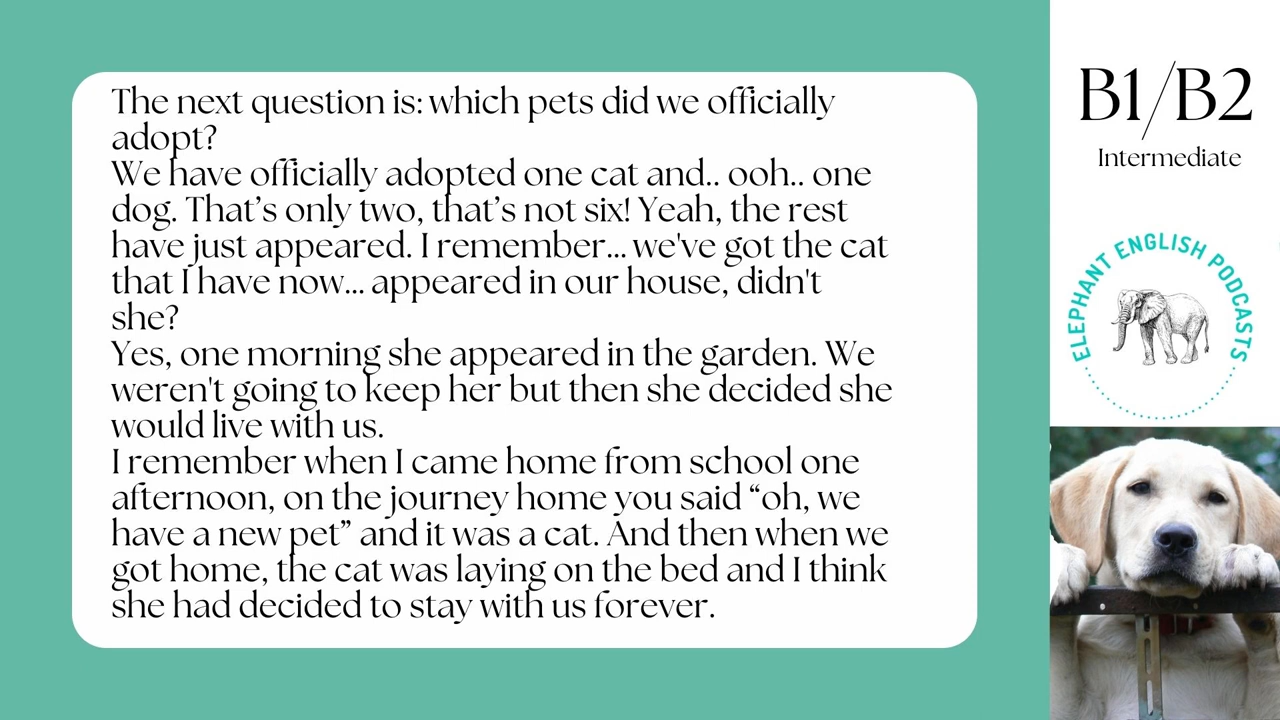 The next question is: which pets did we officially
adopt?
We have officially adopted one cat and.. ooh.. one
dog. That’s only two, that’s not six! Yeah, the rest
have just appeared. I remember... we've got the cat
that I have now... appeared in our house, didn't
she?
Yes, one morning she appeared in the garden. We
weren't going to keep her but then she decided she
would live with us.
I remember when I came home from school one
afternoon, on the journey home you said “oh, we
have a new pet” and it was a cat. And then when we
got home, the cat was laying on the bed and I think
she had decided to stay with us forever.
B1/B2
Intermediate
ELEPHANT ENGLISH PODCASTS